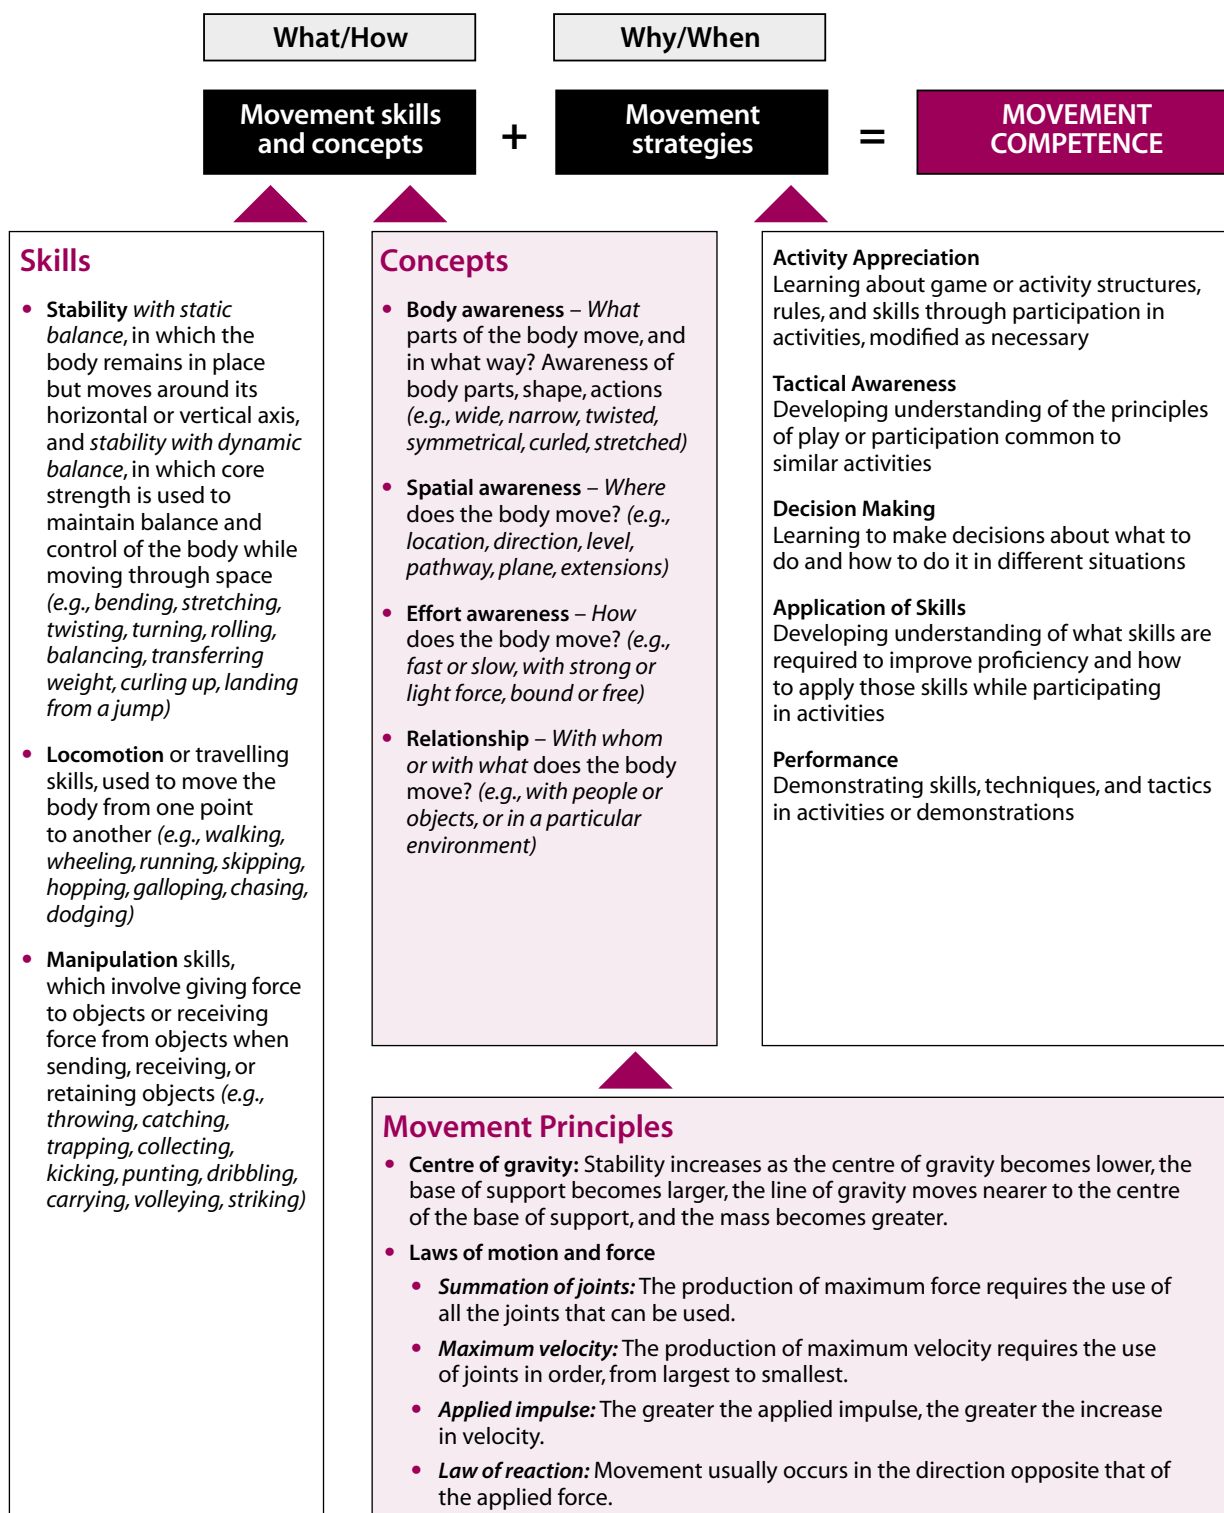 What/How
Why/When
Movement skills
and concepts
+
Movement
strategies
=
MOVEMENT
COMPETENCE
Skills
• Stability with static
balance, in which the
body remains in place
but moves around its
horizontal or vertical axis,
and stability with dynamic
balance, in which core
strength is used to
maintain balance and
control of the body while
moving through space
(e.g., bending, stretching,
twisting, turning, rolling,
balancing, transferring
weight, curling up, landing
from a jump)
• Locomotion or travelling
skills, used to move the
body from one point
to another (e.g., walking,
wheeling, running, skipping,
hopping, galloping, chasing,
dodging)
• Manipulation skills,
which involve giving force
to objects or receiving
force from objects when
sending, receiving, or
retaining objects (e.g.,
throwing, catching,
trapping, collecting,
kicking, punting, dribbling,
carrying, volleying, striking)
Concepts
• Body awareness – What
parts of the body move, and
in what way? Awareness of
body parts, shape, actions
(e.g., wide, narrow, twisted,
symmetrical, curled, stretched)
• Spatial awareness – Where
does the body move? (e.g.,
location, direction, level,
pathway, plane, extensions)
• Effort awareness – How
does the body move? (e.g.,
fast or slow, with strong or
light force, bound or free)
• Relationship – With whom
or with what does the body
move? (e.g., with people or
objects, or in a particular
environment)
Activity Appreciation
Learning about game or activity structures,
rules, and skills through participation in
activities, modified as necessary
Tactical Awareness
Developing understanding of the principles
of play or participation common to
similar activities
Decision Making
Learning to make decisions about what to
do and how to do it in different situations
Application of Skills
Developing understanding of what skills are
required to improve proficiency and how
to apply those skills while participating
in activities
Performance
Demonstrating skills, techniques, and tactics
in activities or demonstrations
Movement Principles
• Centre of gravity: Stability increases as the centre of gravity becomes lower, the
base of support becomes larger, the line of gravity moves nearer to the centre
of the base of support, and the mass becomes greater.
• Laws of motion and force
• Summation of joints: The production of maximum force requires the use of
all the joints that can be used.
• Maximum velocity: The production of maximum velocity requires the use
of joints in order, from largest to smallest.
• Applied impulse: The greater the applied impulse, the greater the increase
in velocity.
• Law of reaction: Movement usually occurs in the direction opposite that of
the applied force.